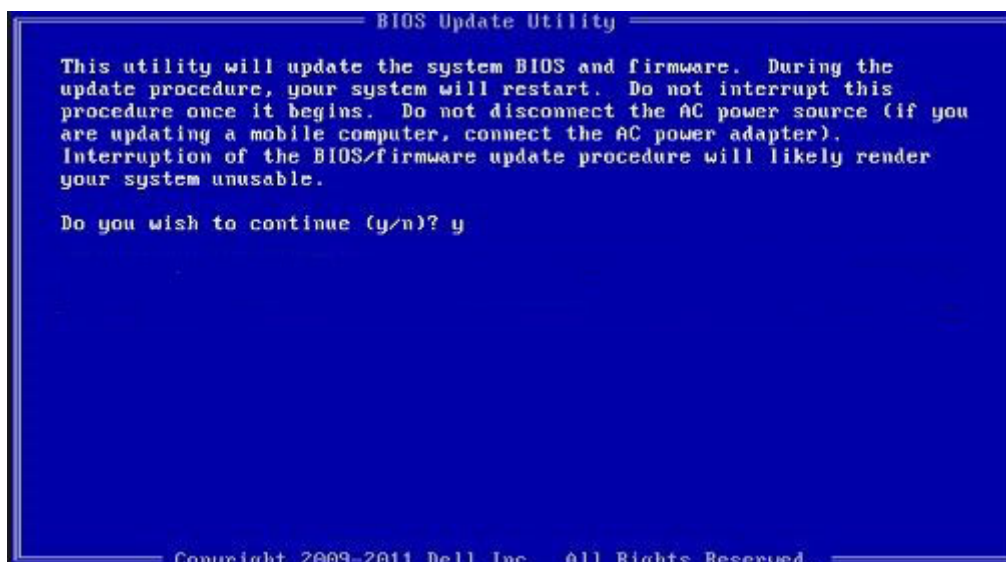 BIOS Update Utility
This utility will update the system BIOS and firmware.  During the
update procedure, your system will restart.  Do not interrupt this
procedure once it begins.  Do not disconnect the AC power source (if you
are updating a mobile computer, connect the AC power adapter).
Interruption of the BIOS/firmware update procedure will likely render
your system unusable.
Do you wish to continue (y/n)? y
Copyright 2009-2011 Dell Inc.  All Rights Reserved.